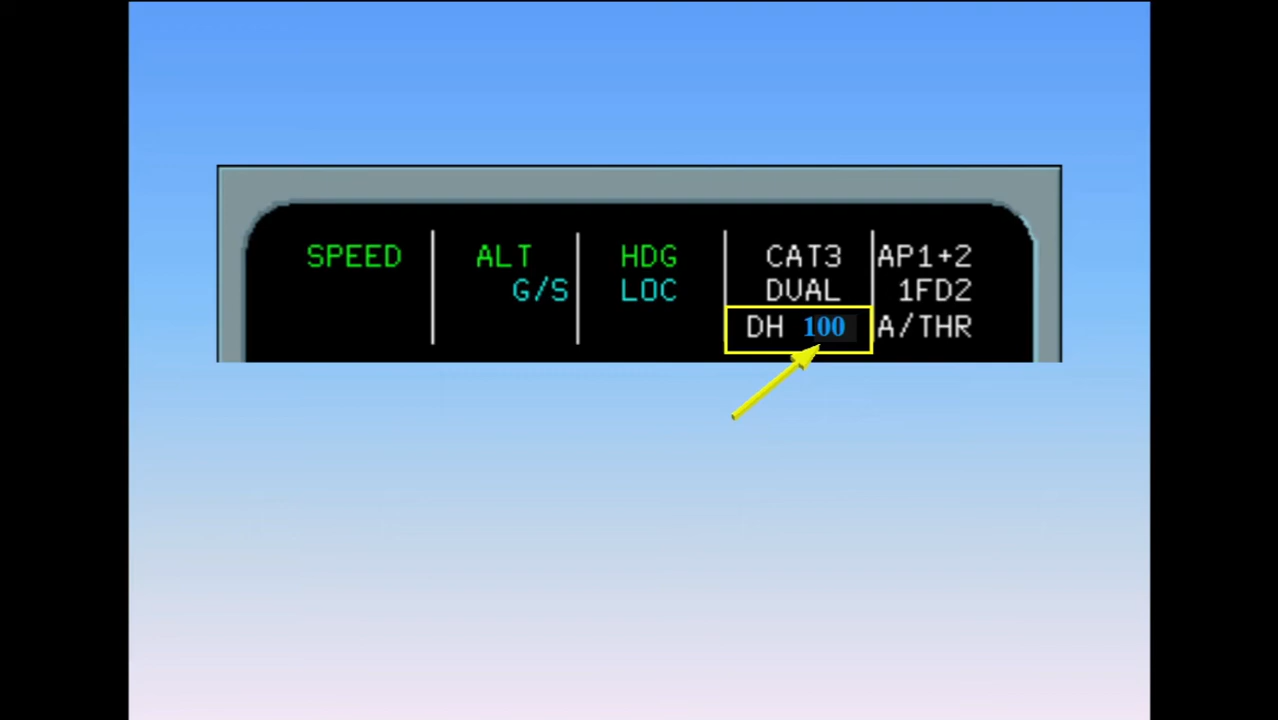 SPEED ALT HDG CAT3 AP1+2
G/S LOC DUAL 1FD2
DH 100 A/THR